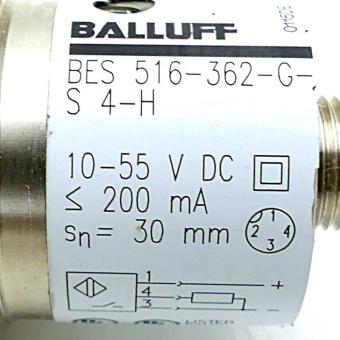 BALLUFF
BES 516-362-G-
S 4-H
10-55 V DC
≤ 200 mA
sn= 30 mm
1
2 4
3
1 +
4
3 -
LISTED